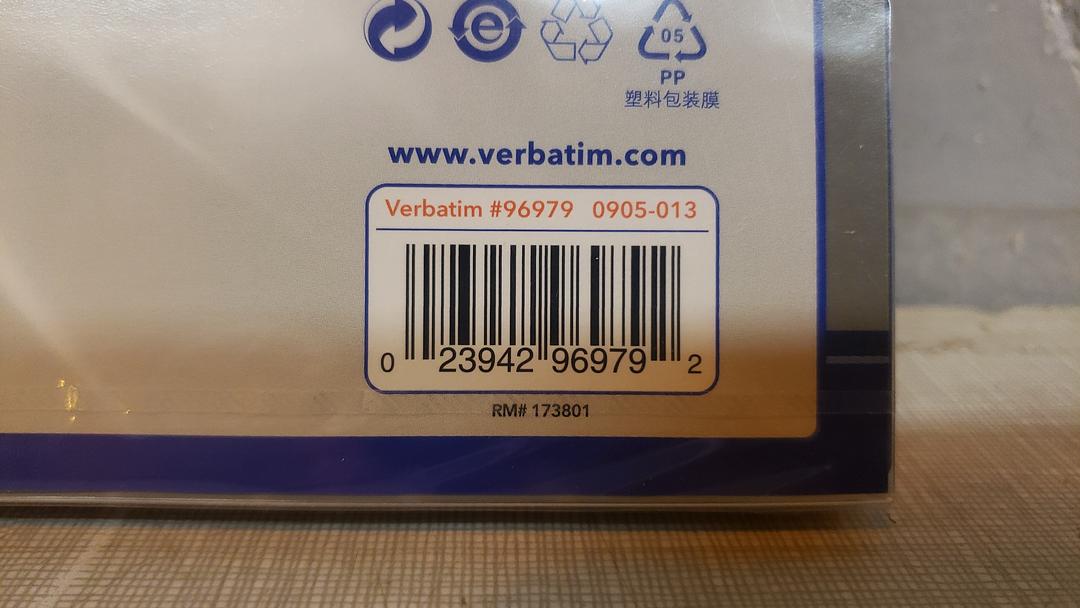 e
05
PP
塑料包装膜
www.verbatim.com
Verbatim #96979 0905-013
0 23942 96979 2
RM# 173801